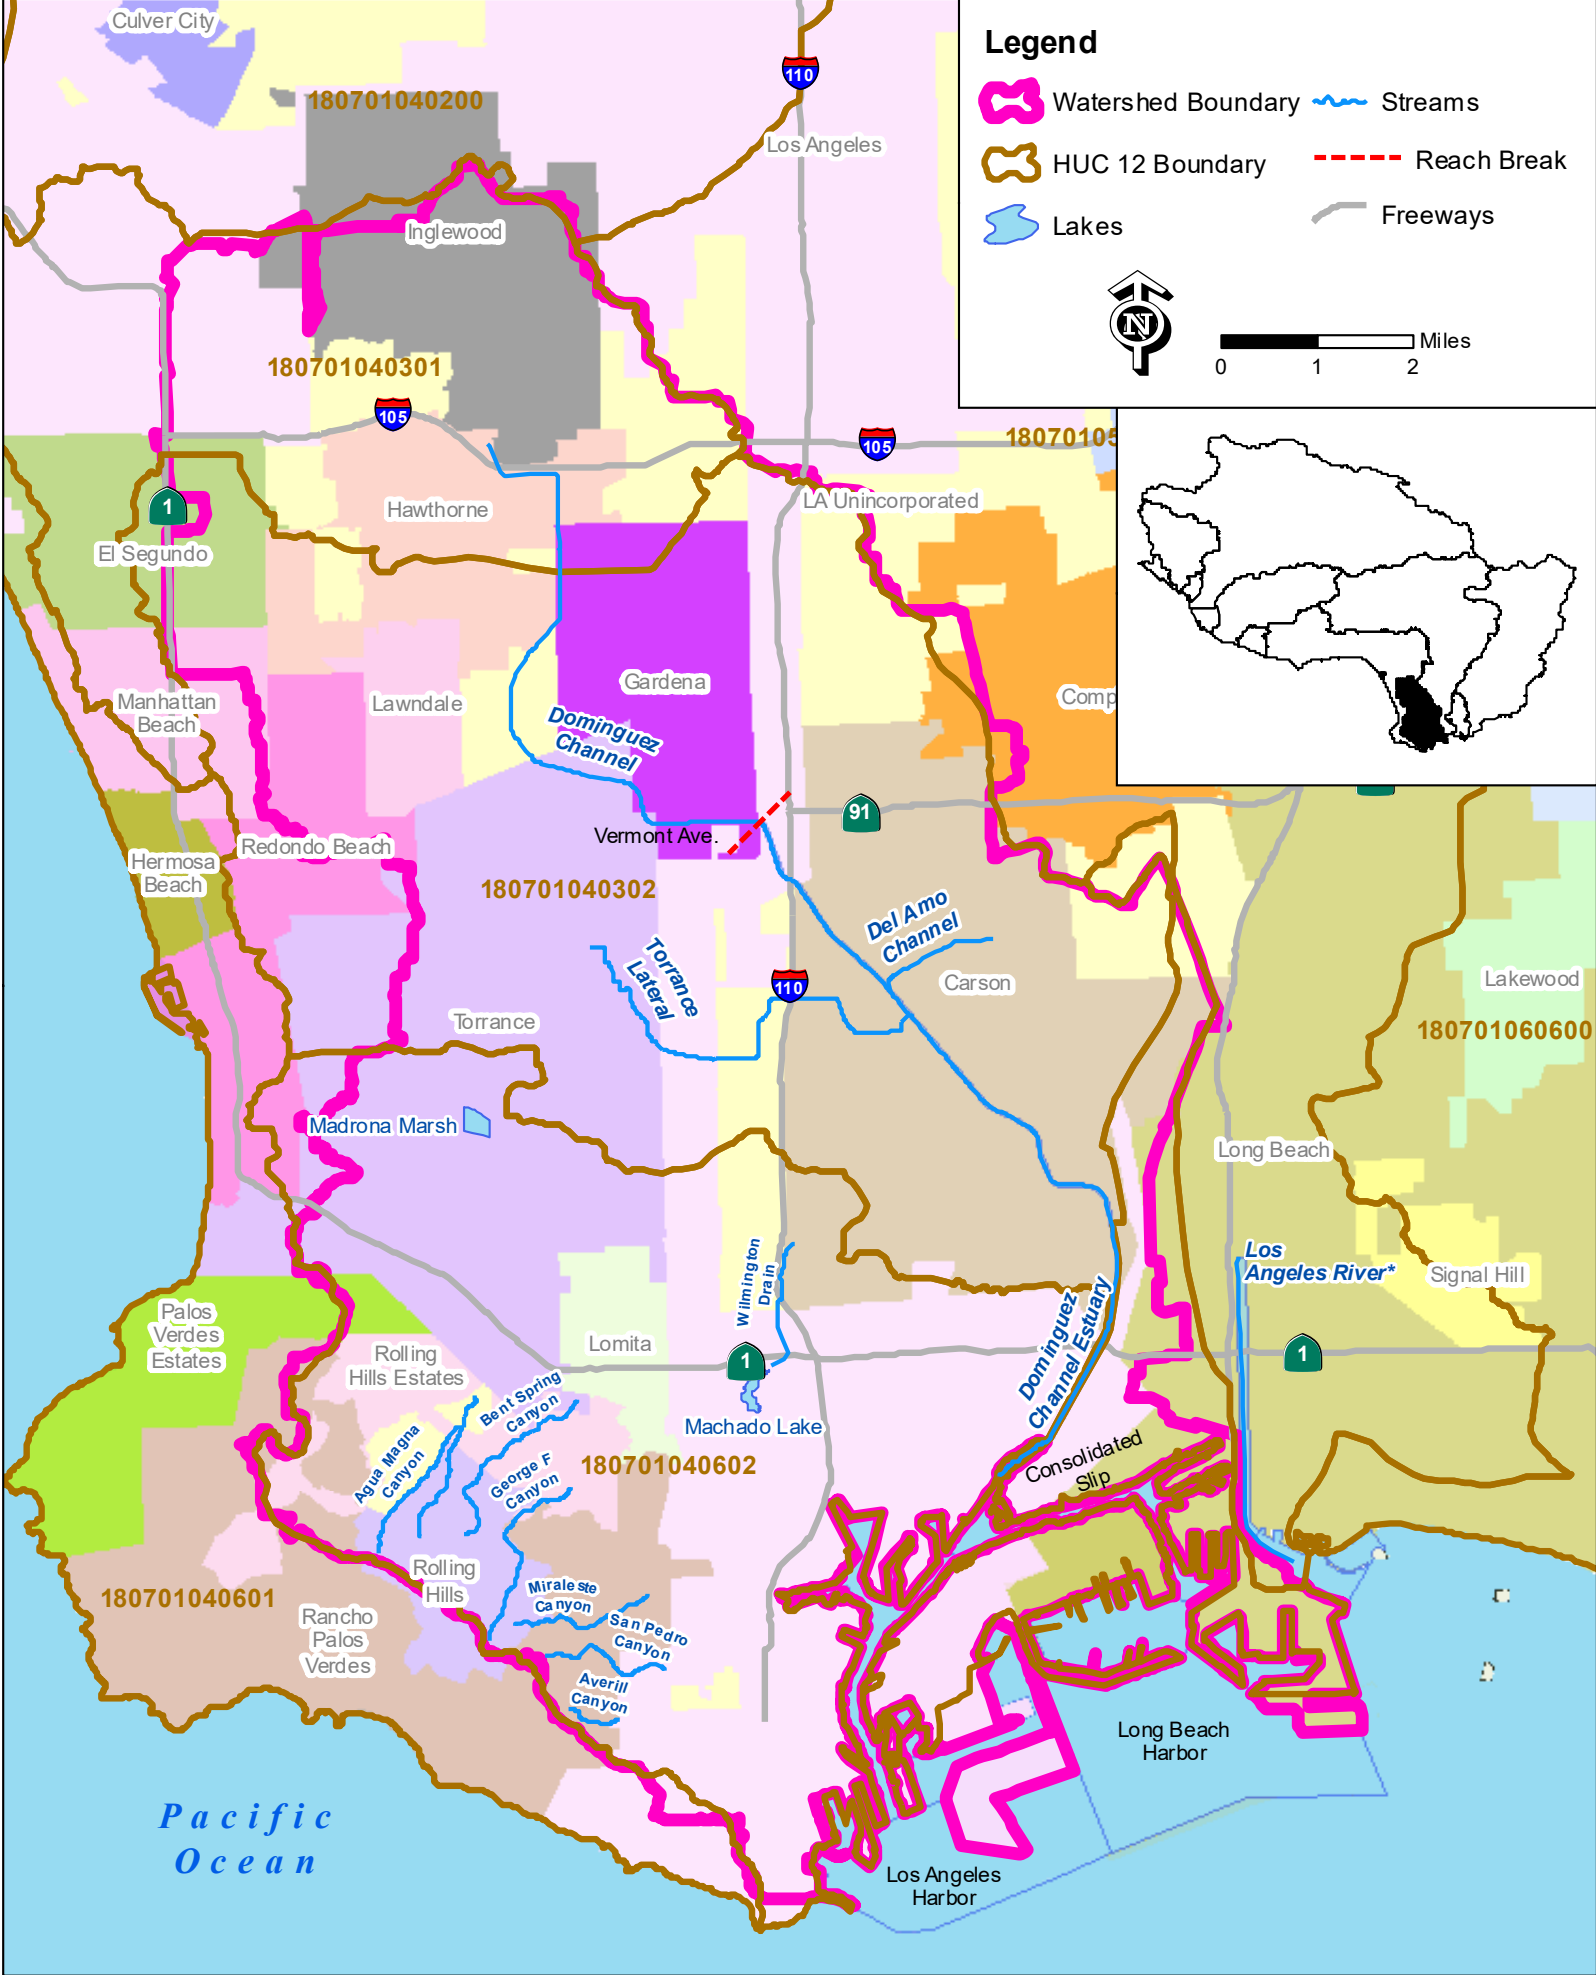 Culver City
180701040200
110
Los Angeles
Legend
Watershed Boundary
Streams
HUC 12 Boundary
Reach Break
Lakes
Freeways
N
Miles
0 1 2
Inglewood
180701040301
105
105
18070105
1
Hawthorne
LA Unincorporated
El Segundo
Manhattan
Beach
Lawndale
Gardena
Comp
Dominguez
Channel
91
Vermont Ave.
Redondo Beach
Hermosa
Beach
180701040302
Del Amo
Channel
Torrance
Lateral
110
Carson
Lakewood
Torrance
180701060600
Madrona Marsh
Long Beach
Wilmington
Drain
Los
Angeles River*
Signal Hill
Palos
Verdes
Estates
Rolling
Hills Estates
Lomita
1
1
Dominguez
Channel Estuary
Bent Spring
Canyon
Machado Lake
Agua Magna
Canyon
George F
Canyon
180701040602
Consolidated
Slip
Rolling
Hills
Miraleste
Canyon
San Pedro
Canyon
180701040601
Rancho
Palos
Verdes
Averill
Canyon
Long Beach
Harbor
Pacific
Ocean
Los Angeles
Harbor